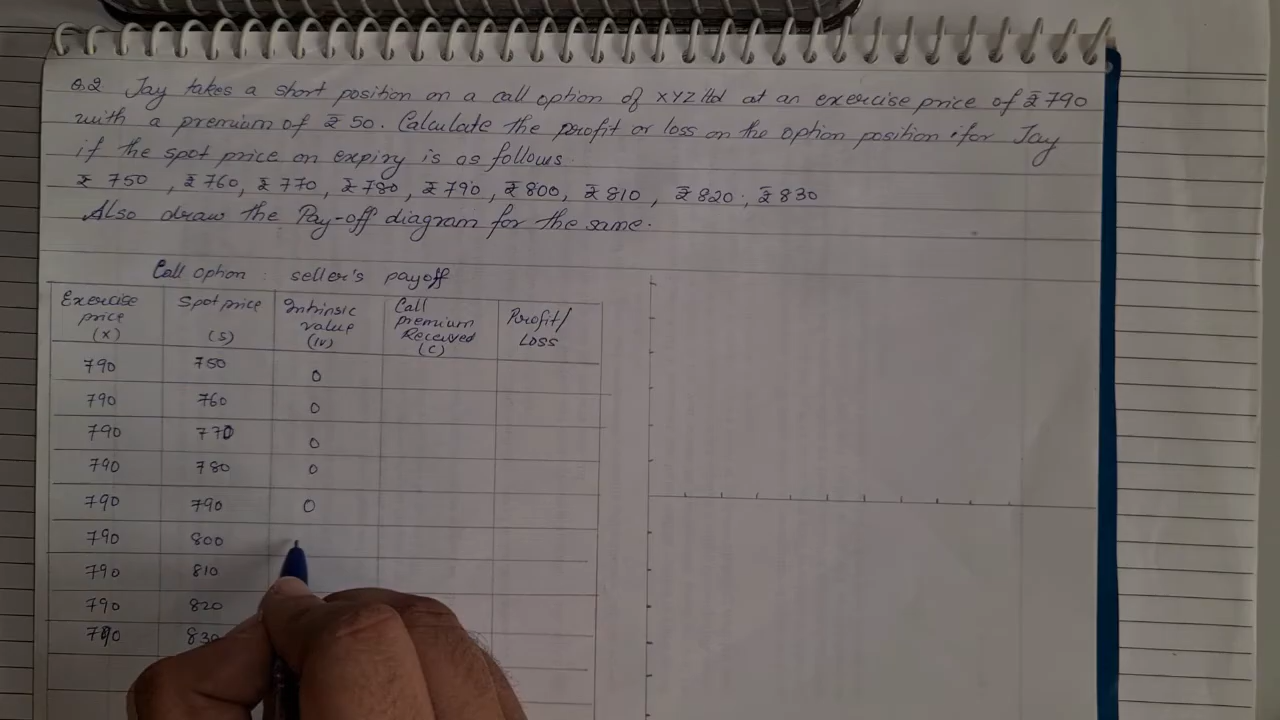 Q.2 Jay takes a short position on a call option of XYZ ltd at an exercise price of ₹ 790
with a premium of ₹ 50. Calculate the profit or loss on the option position for Jay
if the spot price on expiry is as follows.
₹ 750, ₹ 760, ₹ 770, ₹ 780, ₹ 790, ₹ 800, ₹ 810, ₹ 820, ₹ 830
Also draw the Pay-off diagram for the same.
Call option : seller's payoff
Exercise price (X) Spot price (S) Intrinsic value (IV) Call premium Received (C) Profit/ Loss
790 750 0
790 760 0
790 770 0
790 780 0
790 790 0
790 800
790 810
790 820
790 830